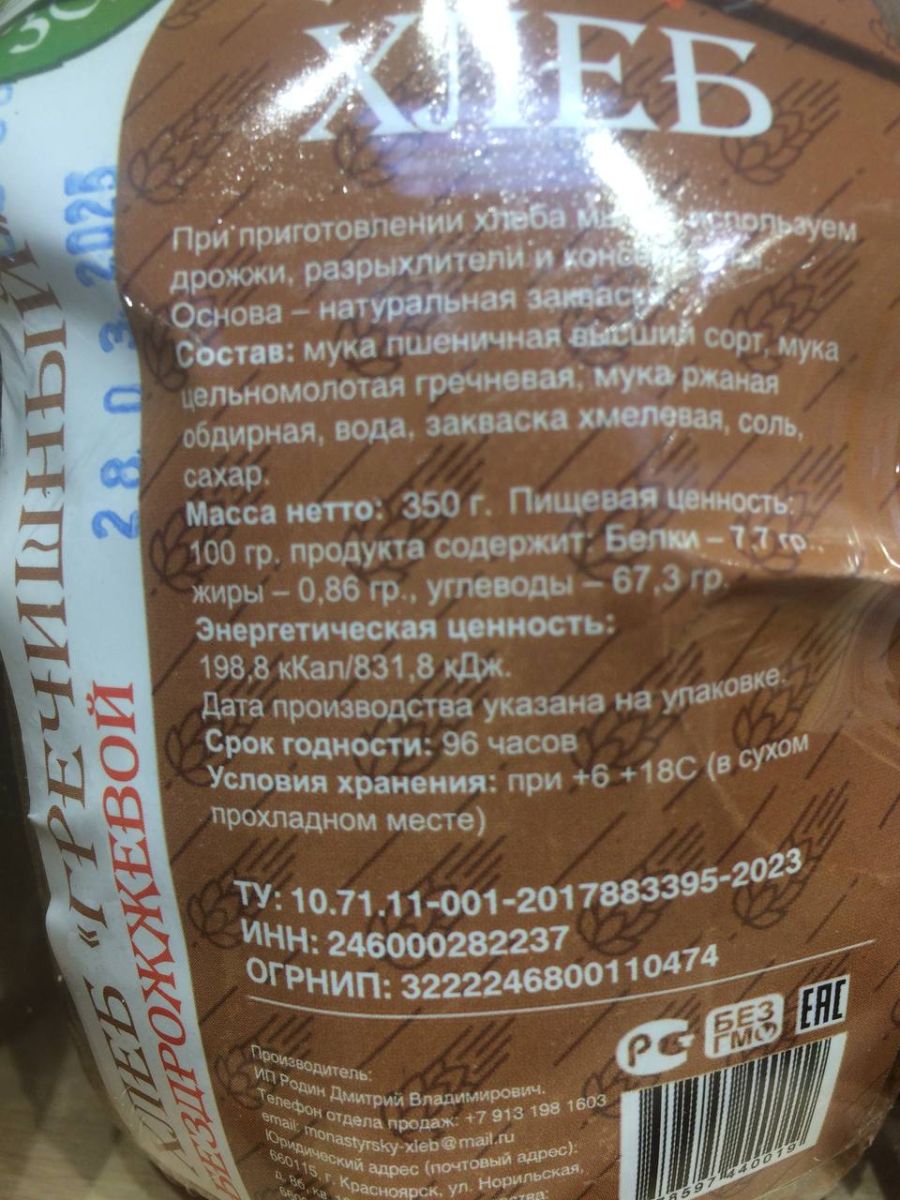 ХЛЕБ
При приготовлении хлеба используем
дрожжи, разрыхлители и
Основа – натуральная закваска
Состав: мука пшеничная высший сорт, мука
цельномолотая гречневая, мука ржаная
обдирная, вода, закваска хмелевая, соль,
сахар.
Масса нетто: 350 г. Пищевая ценность:
100 гр. продукта содержит: Белки – 7,7 гр.,
жиры – 0,86 гр., углеводы – 67,3 гр.
Энергетическая ценность:
198,8 кКал/831,8 кДж.
Дата производства указана на упаковке.
Срок годности: 96 часов
Условия хранения: при +6 +18С (в сухом
прохладном месте)
ТУ: 10.71.11-001-2017883395-2023
ИНН: 246000282237
ОГРНИП: 322246800110474
РС
БЕЗ
ГМО
EAC
Производитель:
ИП Родин Дмитрий Владимирович.
Телефон отдела продаж: +7 913 198 1603
email: monastyrsky-xleb@mail.ru
Юридический адрес (почтовый адрес):
660115, г. Красноярск, ул. Норильская,
ХЛЕБ «ГРЕЧИШНЫЙ
БЕЗДРОЖЖЕВОЙ
28.03.2025